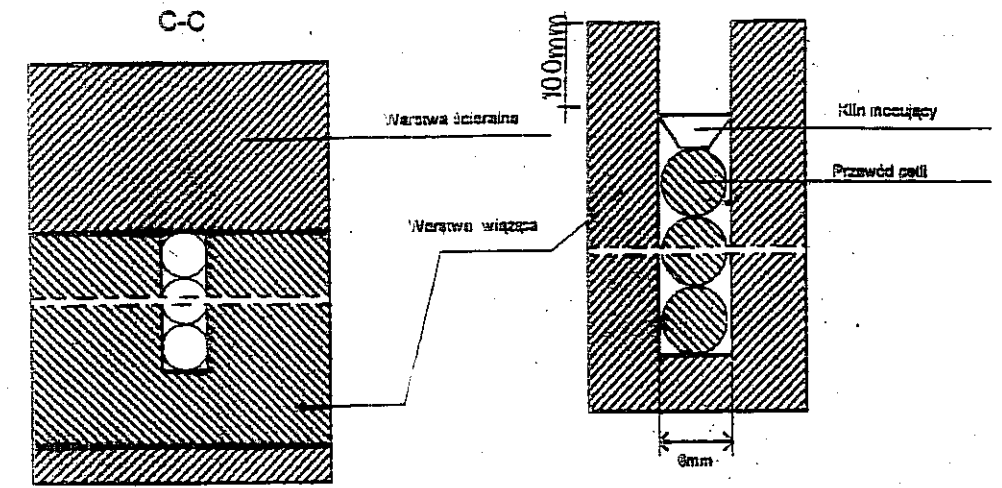 C-C
100mm
Warstwa ścieralna
Klin mocujący
Przewód pętli
Warstwa wiążąca
6mm